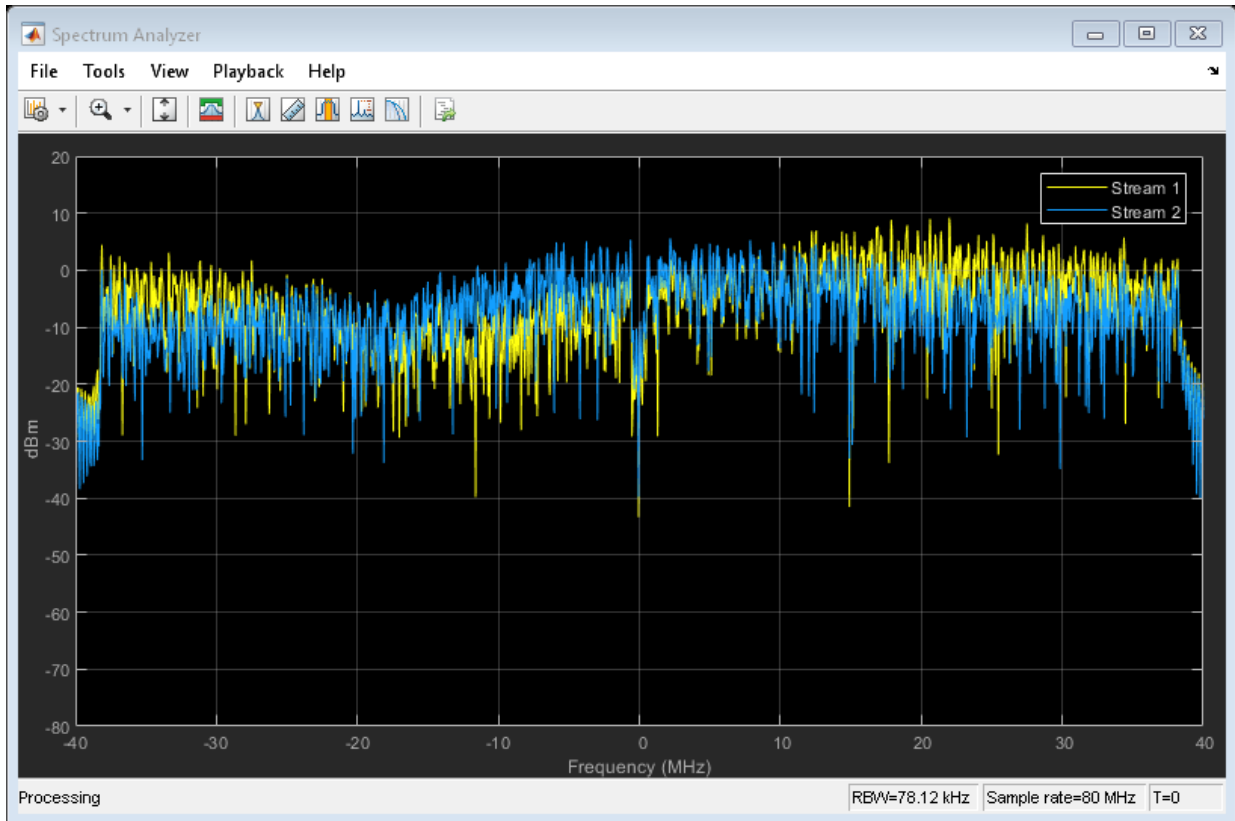 Spectrum Analyzer
File Tools View Playback Help
20
10
0
-10
-20
-30
-40
-50
-60
-70
-80
dBm
Stream 1
Stream 2
-40 -30 -20 -10 0 10 20 30 40
Frequency (MHz)
Processing RBW=78.12 kHz Sample rate=80 MHz T=0